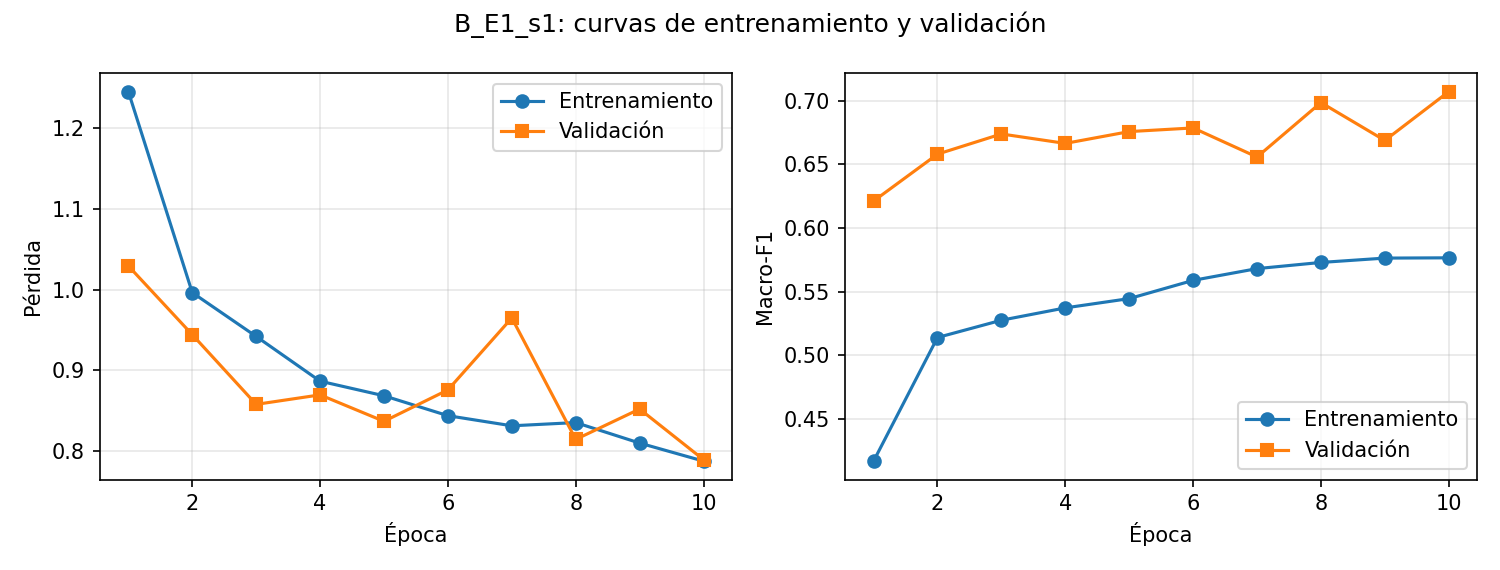 B_E1_s1: curvas de entrenamiento y validación
Pérdida
1.2
1.1
1.0
0.9
0.8
2
4
6
8
10
Época
Entrenamiento
Validación
Macro-F1
0.70
0.65
0.60
0.55
0.50
0.45
2
4
6
8
10
Época
Entrenamiento
Validación